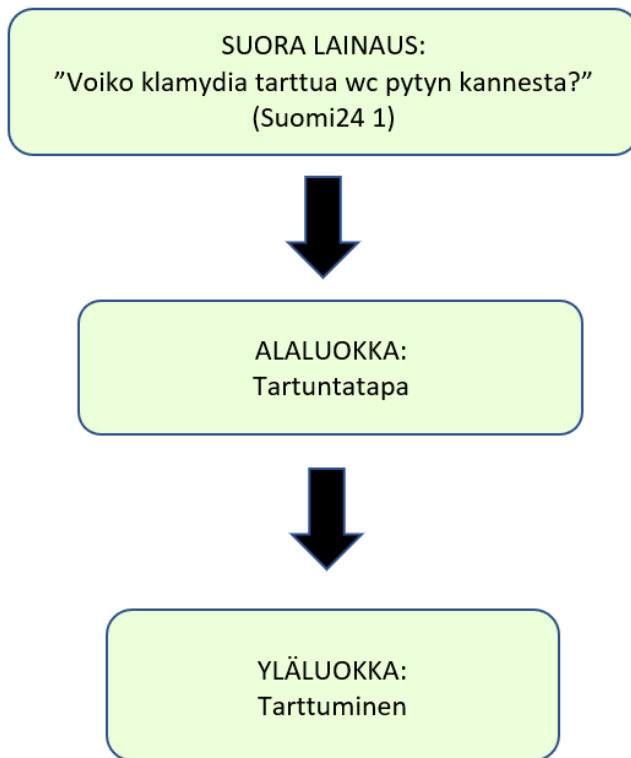 SUORA LAINAUS:
”Voiko klamydia tarttua wc pytyn kannesta?”
(Suomi24 1)
ALALUOKKA:
Tartuntatapa
YLÄLUOKKA:
Tarttuminen